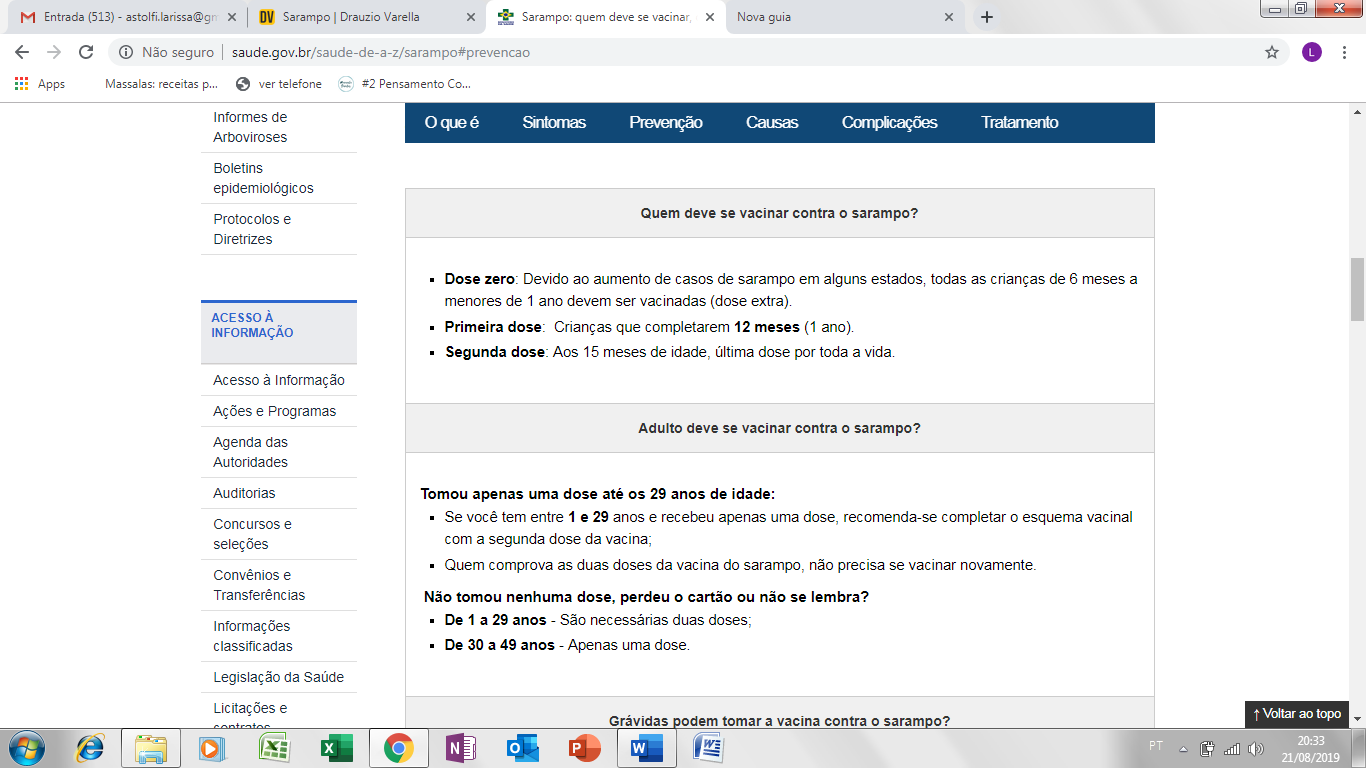 Entrada (513) - astolfi.larissa@gm
Sarampo | Drauzio Varella
Sarampo: quem deve se vacinar,
Nova guia
Não seguro | saude.gov.br/saude-de-a-z/sarampo#prevencao
L
Apps
Massalas: receitas p...
ver telefone
#2 Pensamento Co...
Informes de
Arboviroses
Boletins
epidemiológicos
Protocolos e
Diretrizes
ACESSO À
INFORMAÇÃO
Acesso à Informação
Ações e Programas
Agenda das
Autoridades
Auditorias
Concursos e
seleções
Convênios e
Transferências
Informações
classificadas
Legislação da Saúde
Licitações e
contratos
O que é
Sintomas
Prevenção
Causas
Complicações
Tratamento
Quem deve se vacinar contra o sarampo?
Dose zero: Devido ao aumento de casos de sarampo em alguns estados, todas as crianças de 6 meses a
menores de 1 ano devem ser vacinadas (dose extra).
Primeira dose: Crianças que completarem 12 meses (1 ano).
Segunda dose: Aos 15 meses de idade, última dose por toda a vida.
Adulto deve se vacinar contra o sarampo?
Tomou apenas uma dose até os 29 anos de idade:
Se você tem entre 1 e 29 anos e recebeu apenas uma dose, recomenda-se completar o esquema vacinal
com a segunda dose da vacina;
Quem comprova as duas doses da vacina do sarampo, não precisa se vacinar novamente.
Não tomou nenhuma dose, perdeu o cartão ou não se lembra?
De 1 a 29 anos - São necessárias duas doses;
De 30 a 49 anos - Apenas uma dose.
Grávidas podem tomar a vacina contra o sarampo?
↑ Voltar ao topo
PT
20:33
21/08/2019